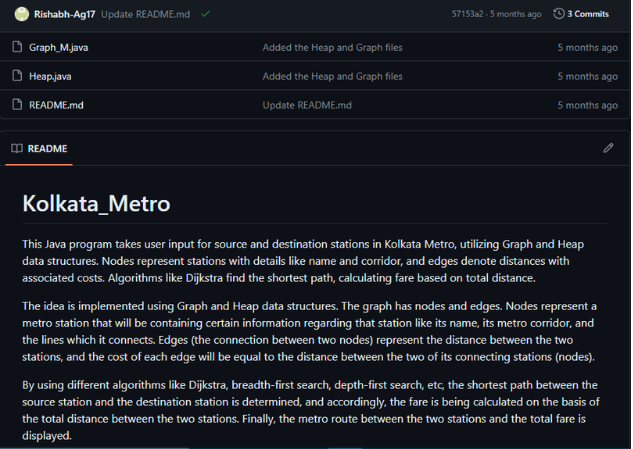 Rishabh-Ag17 Update README.md 57153a2 · 5 months ago 3 Commits
Graph_M.java Added the Heap and Graph files 5 months ago
Heap.java Added the Heap and Graph files 5 months ago
README.md Update README.md 5 months ago
README
Kolkata_Metro
This Java program takes user input for source and destination stations in Kolkata Metro, utilizing Graph and Heap
data structures. Nodes represent stations with details like name and corridor, and edges denote distances with
associated costs. Algorithms like Dijkstra find the shortest path, calculating fare based on total distance.
The idea is implemented using Graph and Heap data structures. The graph has nodes and edges. Nodes represent a
metro station that will be containing certain information regarding that station like its name, its metro corridor, and
the lines which it connects. Edges (the connection between two nodes) represent the distance between the two
stations, and the cost of each edge will be equal to the distance between the two of its connecting stations (nodes).
By using different algorithms like Dijkstra, breadth-first search, depth-first search, etc, the shortest path between the
source station and the destination station is determined, and accordingly, the fare is being calculated on the basis of
the total distance between the two stations. Finally, the metro route between the two stations and the total fare is
displayed.